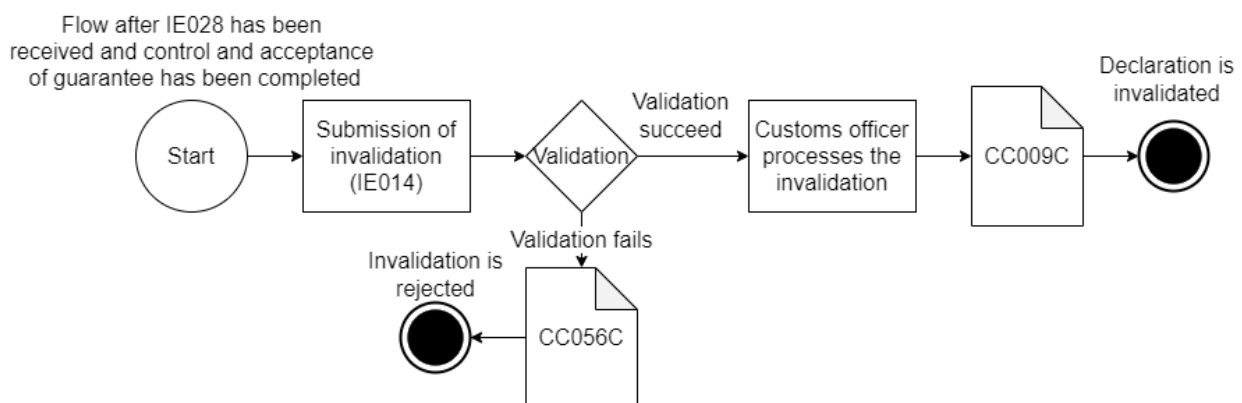 Flow after IE028 has been
received and control and acceptance
of guarantee has been completed
Start
Submission of
invalidation
(IE014)
Validation
Validation
succeed
Customs officer
processes the
invalidation
CC009C
Declaration is
invalidated
Validation fails
CC056C
Invalidation is
rejected